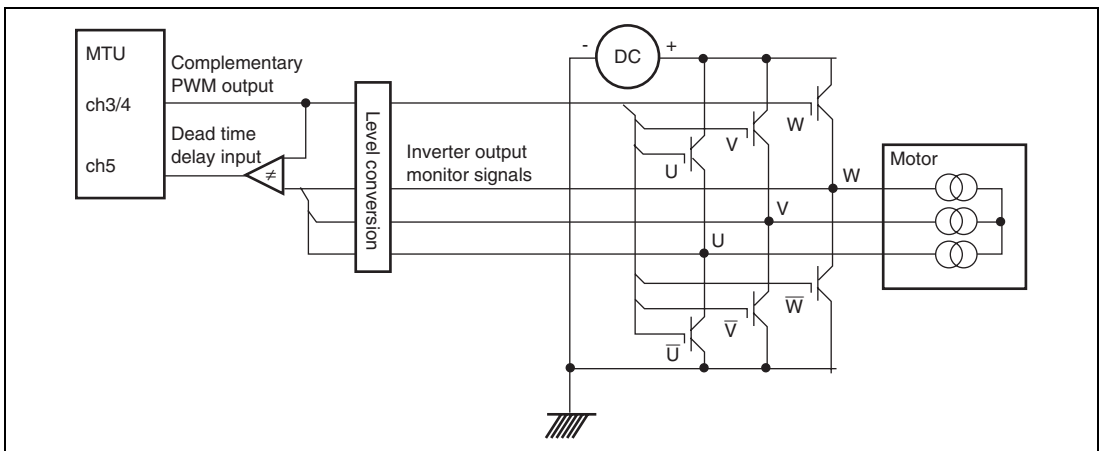 MTU
ch3/4
ch5
Complementary
PWM output
Dead time
delay input
≠
Level conversion
Inverter output
monitor signals
-
DC
+
W
V
U
W
V
U
W̅
V̅
U̅
Motor